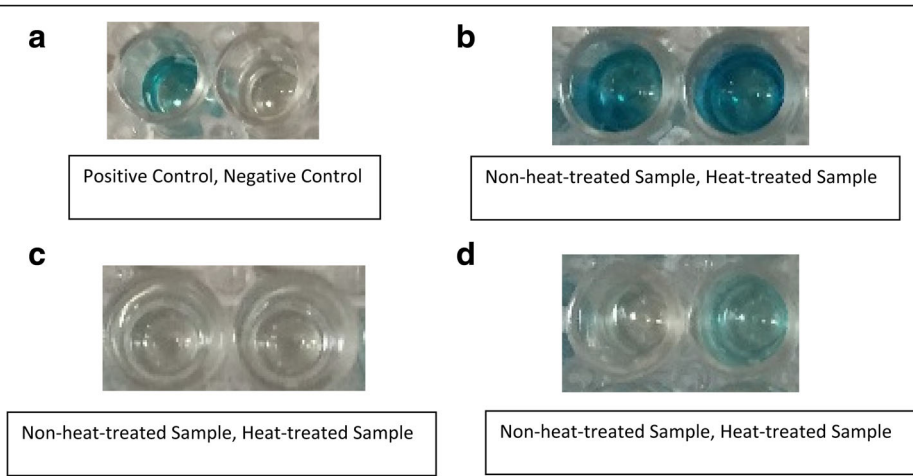 a
Positive Control, Negative Control
b
Non-heat-treated Sample, Heat-treated Sample
c
Non-heat-treated Sample, Heat-treated Sample
d
Non-heat-treated Sample, Heat-treated Sample